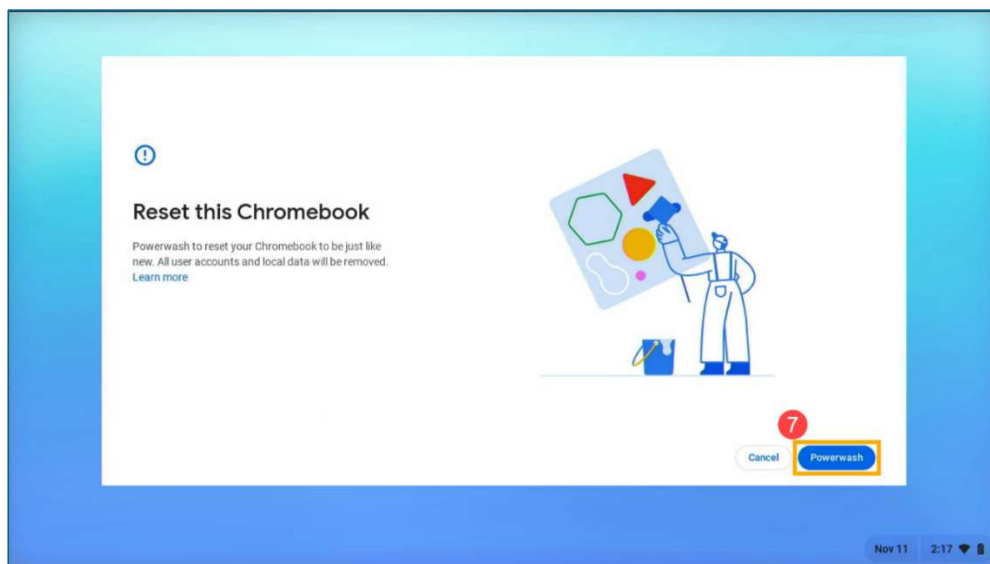 Reset this Chromebook
Powerwash to reset your Chromebook to be just like
new. All user accounts and local data will be removed.
Learn more
7
Cancel
Powerwash
Nov 11
2:17